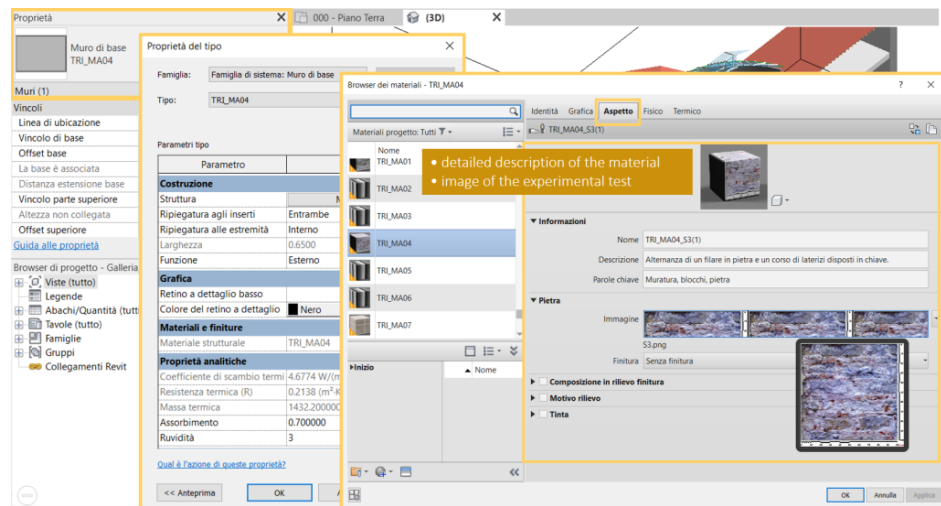 Proprietà
000 - Piano Terra
(3D)
Muro di base
TRI_MA04
Muri (1)
Vincoli
Linea di ubicazione
Vincolo di base
Offset base
La base è associata
Distanza estensione base
Vincolo parte superiore
Altezza non collegata
Offset superiore
Guida alle proprietà
Browser di progetto - Galleria
Viste (tutto)
Legende
Abachi/Quantità
Tavole (tutto)
Famiglie
Gruppi
Collegamenti Revit
Proprietà del tipo
Famiglia:
Famiglia di sistema: Muro di base
Tipo:
TRI_MA04
Parametri tipo
Parametro
Costruzione
Struttura
Ripiegatura agli inserti Entrambe
Ripiegatura alle estremità Interno
Larghezza 0.6500
Funzione Esterno
Grafica
Retino a dettaglio basso
Colore del retino a dettaglio Nero
Materiali e finiture
Materiale strutturale TRI_MA04
Proprietà analitiche
Coefficiente di scambio termi 4.6774
Resistenza termica (R) 0.2138
Massa termica 1432.20000
Assorbimento 0.700000
Ruvidità 3
Qual è l'azione di queste proprietà?
<< Anteprima
OK
Browser dei materiali - TRI_MA04
? X
Materiali progetto: Tutti
Nome
TRI_MA01
TRI_MA02
TRI_MA03
TRI_MA04
TRI_MA05
TRI_MA06
TRI_MA07
Inizio
Nome
• detailed description of the material
• image of the experimental test
Identità Grafica Aspetto Fisico Termico
TRI_MA04_S3(1)
Informazioni
Nome TRI_MA04_S3(1)
Descrizione Alternanza di un filare in pietra e un corso di laterizi disposti in chiave.
Parole chiave Muratura, blocchi, pietra
Pietra
Immagine
S3.png
Finitura Senza finitura
Composizione in rilievo finitura
Motivo rilievo
Tinta
OK Annulla Applica